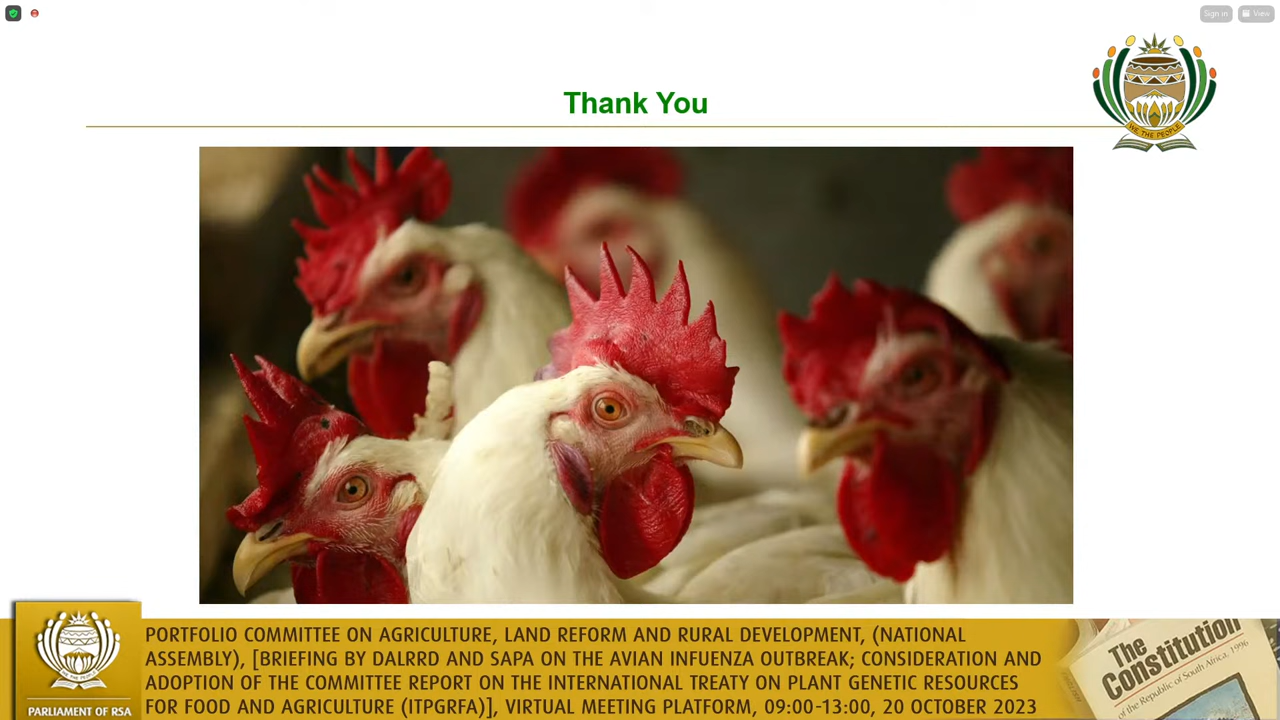 Sign in
View
Thank You
WE THE PEOPLE
PORTFOLIO COMMITTEE ON AGRICULTURE, LAND REFORM AND RURAL DEVELOPMENT, (NATIONAL
ASSEMBLY), [BRIEFING BY DALRRD AND SAPA ON THE AVIAN INFUENZA OUTBREAK; CONSIDERATION AND
ADOPTION OF THE COMMITTEE REPORT ON THE INTERNATIONAL TREATY ON PLANT GENETIC RESOURCES
FOR FOOD AND AGRICULTURE (ITPGRFA)], VIRTUAL MEETING PLATFORM, 09:00-13:00, 20 OCTOBER 2023
WE THE PEOPLE
PARLIAMENT OF RSA
The
Constitution
of the Republic of South Africa, 1996